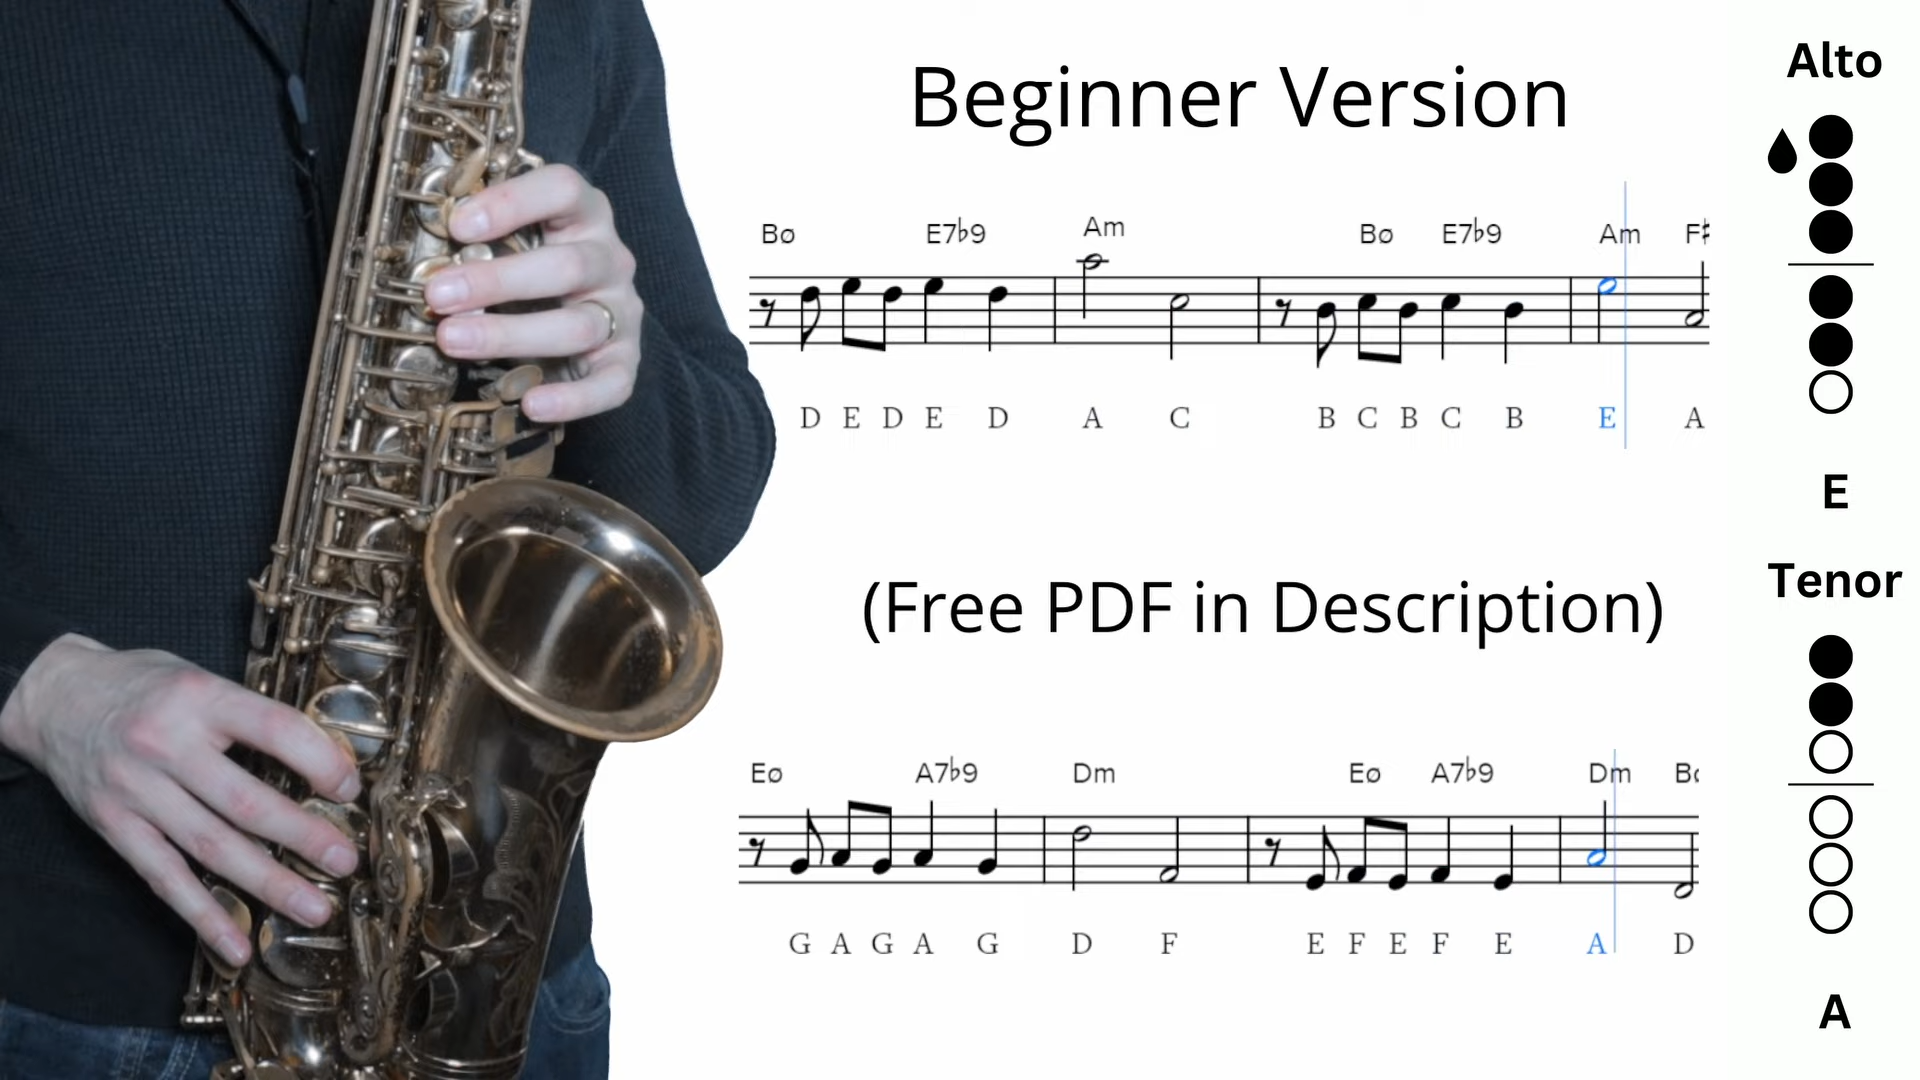 Beginner Version
Bø E7♭9 Am Bø E7♭9 Am F♯
D E D E D A C B C B C B E A
(Free PDF in Description)
Eø A7♭9 Dm Eø A7♭9 Dm
G A G A G D F E F E F E A D
Alto
E
Tenor
A